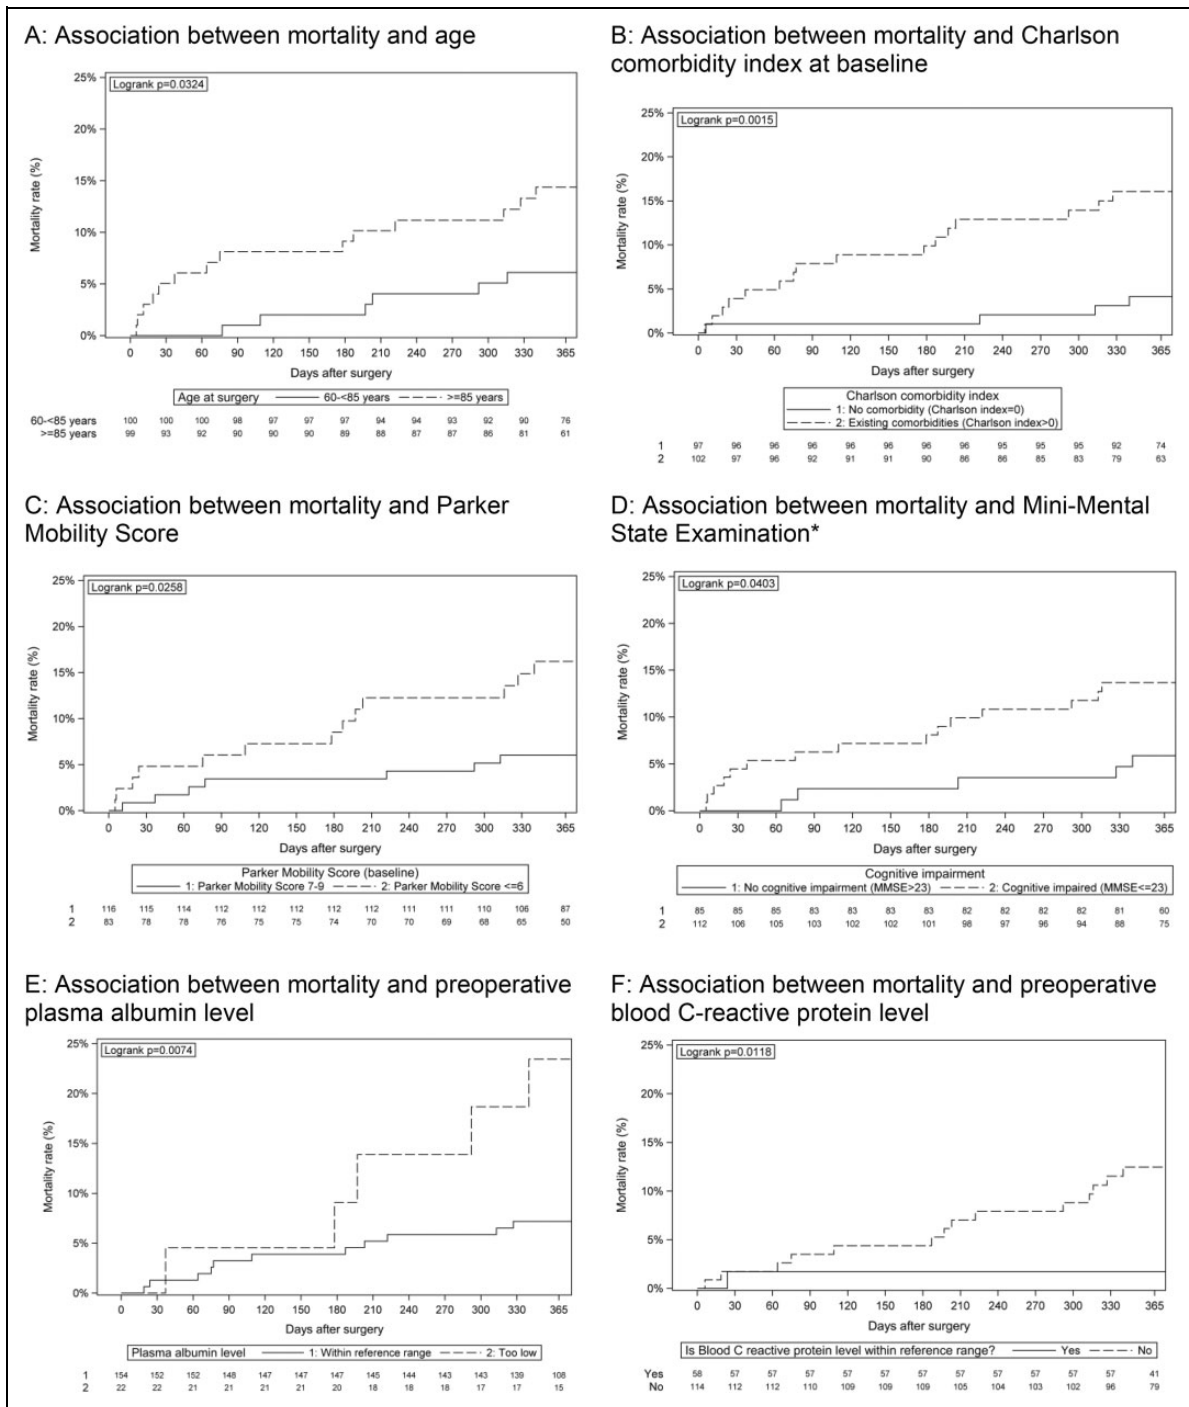 A: Association between mortality and age
25%
20%
15%
10%
5%
0%
Mortality rate (%)
Logrank p=0.0324
0 30 60 90 120 150 180 210 240 270 300 330 365
Days after surgery
Age at surgery 60-<85 years >=85 years
60-<85 years 100 100 100 98 97 97 97 94 94 93 92 90 76
>=85 years 99 93 92 90 90 90 89 88 87 87 86 81 61
B: Association between mortality and Charlson
comorbidity index at baseline
25%
20%
15%
10%
5%
0%
Mortality rate (%)
Logrank p=0.0015
0 30 60 90 120 150 180 210 240 270 300 330 365
Days after surgery
Charlson comorbidity index
1: No comorbidity (Charlson index=0)
2: Existing comorbidities (Charlson index>0)
1 97 96 96 96 96 96 96 96 95 95 95 92 74
2 102 97 96 92 91 91 90 86 86 85 83 79 63
C: Association between mortality and Parker
Mobility Score
25%
20%
15%
10%
5%
0%
Mortality rate (%)
Logrank p=0.0258
0 30 60 90 120 150 180 210 240 270 300 330 365
Days after surgery
Parker Mobility Score (baseline)
1: Parker Mobility Score 7-9 2: Parker Mobility Score <=6
1 116 115 114 112 112 112 112 112 111 111 110 106 87
2 83 78 78 76 75 75 74 70 70 69 68 65 50
D: Association between mortality and Mini-Mental
State Examination*
25%
20%
15%
10%
5%
0%
Mortality rate (%)
Logrank p=0.0403
0 30 60 90 120 150 180 210 240 270 300 330 365
Days after surgery
Cognitive impairment
1: No cognitive impairment (MMSE>23) 2: Cognitive impaired (MMSE<=23)
1 85 85 85 83 83 83 83 82 82 82 82 81 60
2 112 106 105 103 102 102 101 98 97 96 94 88 75
E: Association between mortality and preoperative
plasma albumin level
25%
20%
15%
10%
5%
0%
Mortality rate (%)
Logrank p=0.0074
0 30 60 90 120 150 180 210 240 270 300 330 365
Days after surgery
Plasma albumin level 1: Within reference range 2: Too low
1 154 152 152 148 147 147 147 145 144 143 143 139 108
2 22 22 21 21 21 21 20 18 18 18 17 17 15
F: Association between mortality and preoperative
blood C-reactive protein level
25%
20%
15%
10%
5%
0%
Mortality rate (%)
Logrank p=0.0118
0 30 60 90 120 150 180 210 240 270 300 330 365
Days after surgery
Is Blood C reactive protein level within reference range? Yes No
Yes 58 57 57 57 57 57 57 57 57 57 57 57 41
No 114 112 112 110 109 109 109 105 104 103 102 96 79